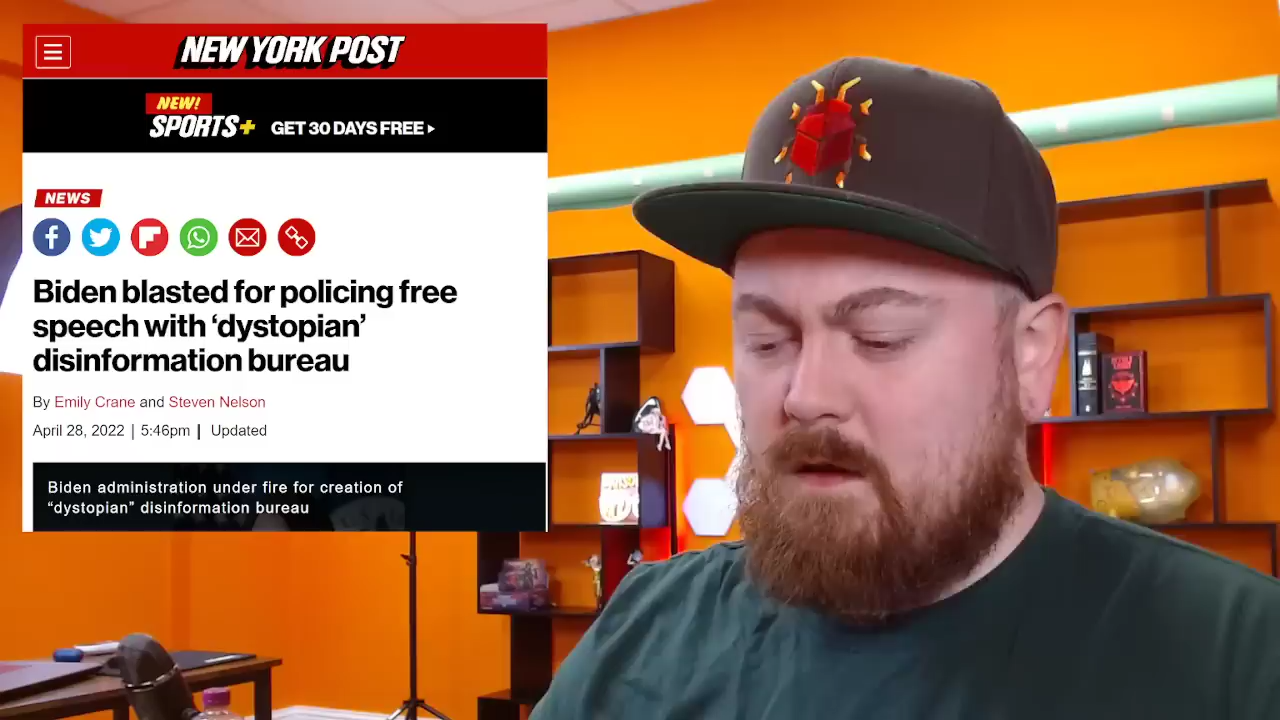 NEW YORK POST
NEW!
SPORTS+ GET 30 DAYS FREE
NEWS
Biden blasted for policing free
speech with ‘dystopian’
disinformation bureau
By Emily Crane and Steven Nelson
April 28, 2022 | 5:46pm | Updated
Biden administration under fire for creation of
“dystopian” disinformation bureau